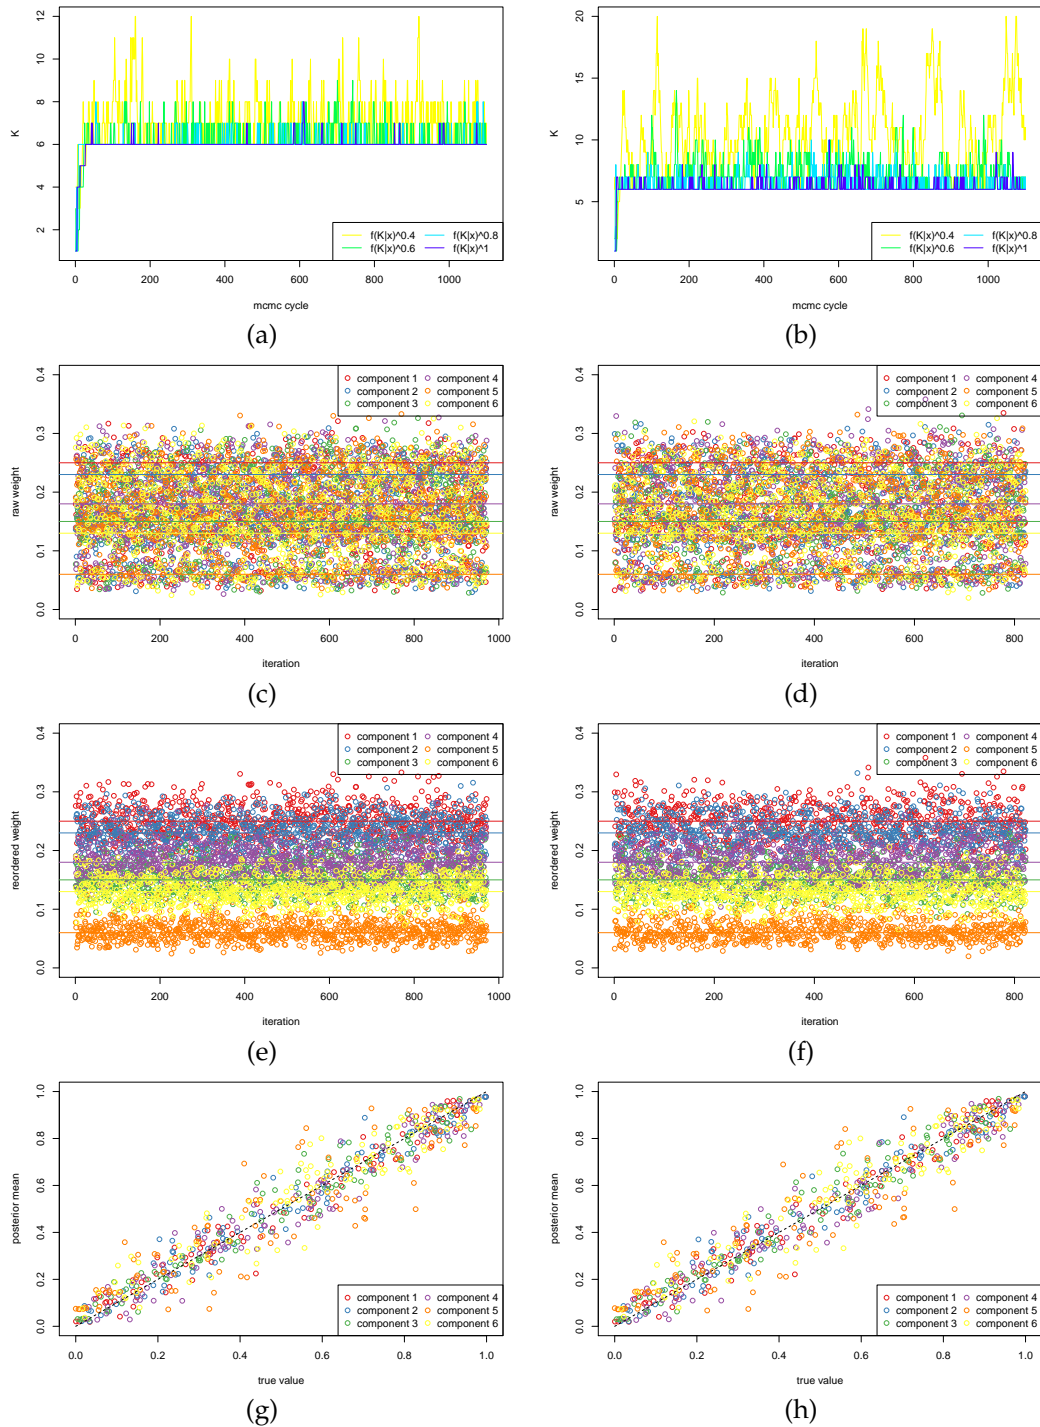 12
10
8
6
4
2
K
f(K|x)^0.4 f(K|x)^0.8
f(K|x)^0.6 f(K|x)^1
0 200 400 600 800 1000
mcmc cycle
(a)
20
15
10
5
K
f(K|x)^0.4 f(K|x)^0.8
f(K|x)^0.6 f(K|x)^1
0 200 400 600 800 1000
mcmc cycle
(b)
0.4
0.3
0.2
0.1
0.0
raw weight
component 1 component 4
component 2 component 5
component 3 component 6
0 200 400 600 800 1000
iteration
(c)
0.4
0.3
0.2
0.1
0.0
raw weight
component 1 component 4
component 2 component 5
component 3 component 6
0 200 400 600 800
iteration
(d)
0.4
0.3
0.2
0.1
0.0
reordered weight
component 1 component 4
component 2 component 5
component 3 component 6
0 200 400 600 800 1000
iteration
(e)
0.4
0.3
0.2
0.1
0.0
reordered weight
component 1 component 4
component 2 component 5
component 3 component 6
0 200 400 600 800
iteration
(f)
1.0
0.8
0.6
0.4
0.2
0.0
posterior mean
component 1 component 4
component 2 component 5
component 3 component 6
0.0 0.2 0.4 0.6 0.8 1.0
true value
(g)
1.0
0.8
0.6
0.4
0.2
0.0
posterior mean
component 1 component 4
component 2 component 5
component 3 component 6
0.0 0.2 0.4 0.6 0.8 1.0
true value
(h)